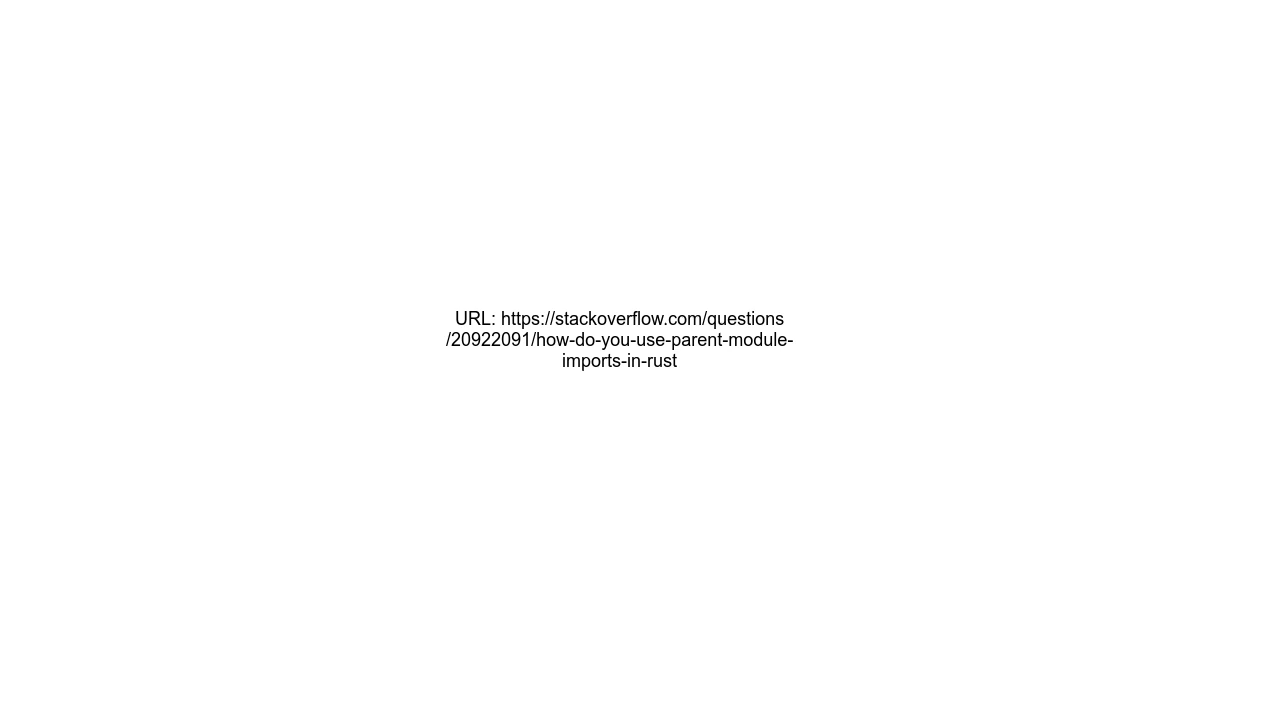 URL: https://stackoverflow.com/questions
/20922091/how-do-you-use-parent-module-
imports-in-rust